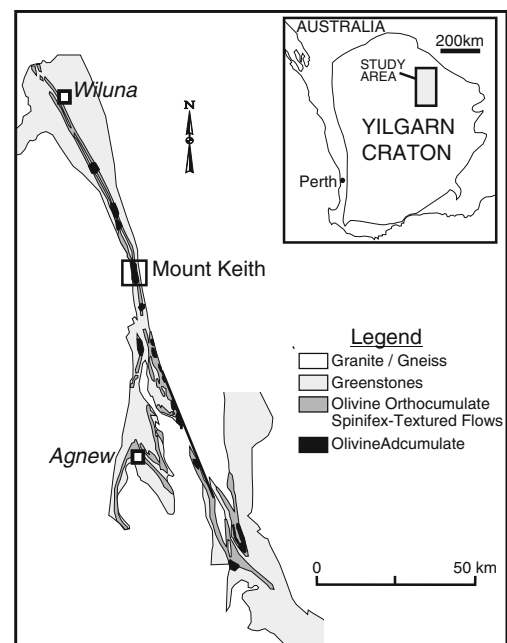 AUSTRALIA
200km
STUDY
AREA
YILGARN
CRATON
Perth
Wiluna
N
Mount Keith
Agnew
Legend
Granite / Gneiss
Greenstones
Olivine Orthocumulate
Spinifex-Textured Flows
OlivineAdcumulate
0
50 km